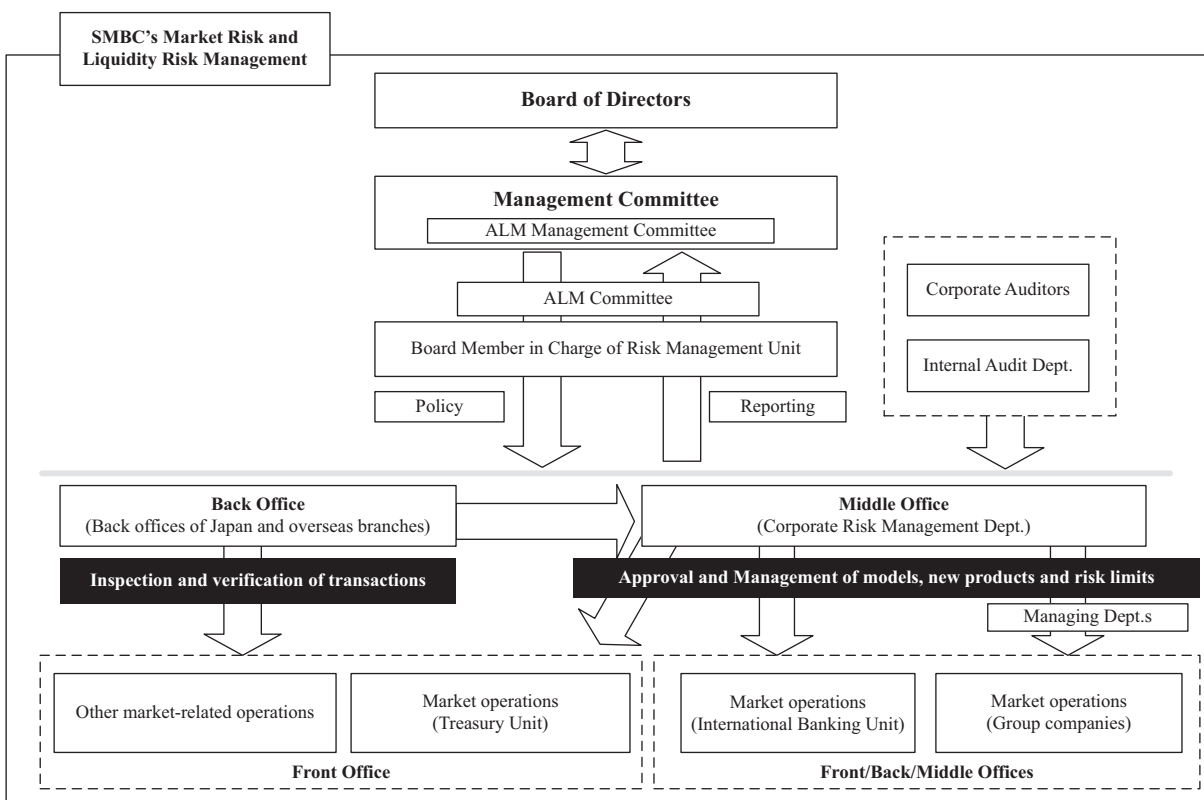 SMBC's Market Risk and
Liquidity Risk Management
Board of Directors
Management Committee
ALM Management Committee
ALM Committee
Board Member in Charge of Risk Management Unit
Policy
Reporting
Corporate Auditors
Internal Audit Dept.
Back Office
(Back offices of Japan and overseas branches)
Middle Office
(Corporate Risk Management Dept.)
Inspection and verification of transactions
Approval and Management of models, new products and risk limits
Managing Dept.s
Other market-related operations
Market operations
(Treasury Unit)
Front Office
Market operations
(International Banking Unit)
Market operations
(Group companies)
Front/Back/Middle Offices